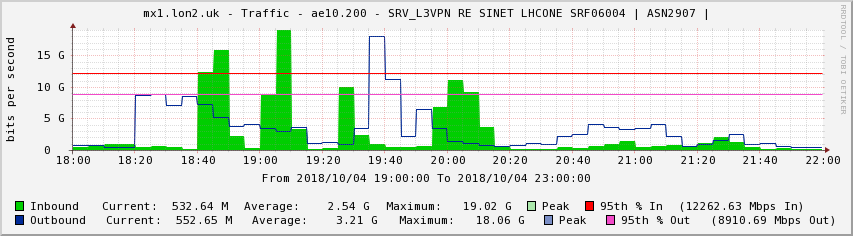 mx1.lon2.uk - Traffic - ae10.200 - SRV_L3VPN RE SINET LHCONE SRF06004 | ASN2907 |
RRDTOOL / TOBI OETIKER
bits per second
15 G
10 G
5 G
0
18:00 18:20 18:40 19:00 19:20 19:40 20:00 20:20 20:40 21:00 21:20 21:40 22:00
From 2018/10/04 19:00:00 To 2018/10/04 23:00:00
Inbound Current: 532.64 M Average: 2.54 G Maximum: 19.02 G Peak 95th % In (12262.63 Mbps In)
Outbound Current: 552.65 M Average: 3.21 G Maximum: 18.06 G Peak 95th % Out (8910.69 Mbps Out)